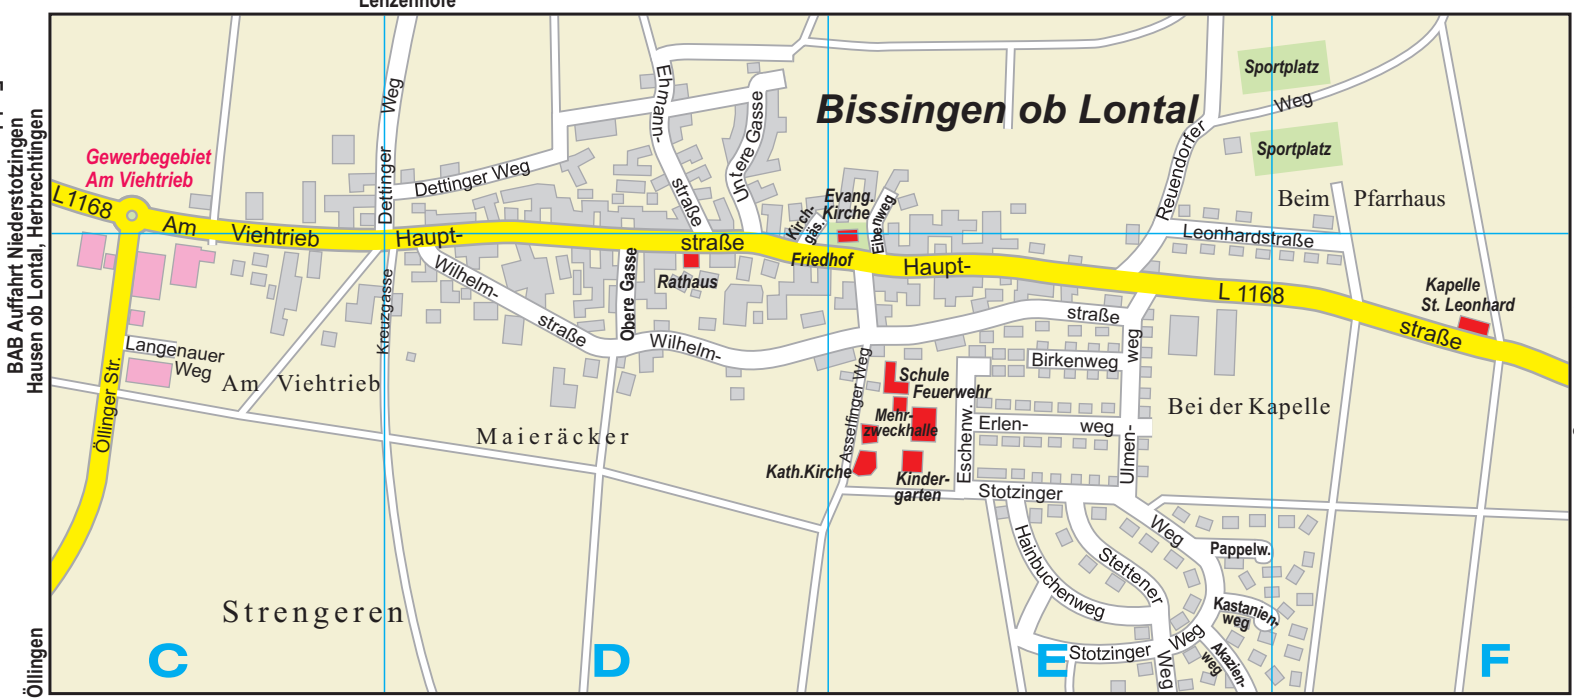 Lenzenhöfe
BAB Auffahrt Niederstotzingen
Hausen ob Lontal, Herbrechtingen
Öllingen
Bissingen ob Lontal
Gewerbegebiet
Am Viehtrieb
L 1168
Am
Viehtrieb
Haupt-
straße
Haupt-
L 1168
straße
Dettinger
Weg
Dettinger Weg
Ehmann-
straße
Untere Gasse
Kirch-
gäs.
Evang.
Kirche
Eibenweg
Friedhof
Rathaus
Obere Gasse
Wilhelm-
straße
Wilhelm-
straße
Kreuzgasse
Langenauer
Weg
Öllinger Str.
Am Viehtrieb
Maieräcker
Strengeren
Sportplatz
Sportplatz
Weg
Reuendorfer
Beim Pfarrhaus
Leonhardstraße
Kapelle
St. Leonhard
Bei der Kapelle
Birkenweg
Erlen-
weg
Ulmen-
weg
Eschenw.
Asselfinger Weg
Schule
Feuerwehr
Mehr-
zweckhalle
Kath.Kirche
Kinder-
garten
Stotzinger
Weg
Hainbuchenweg
Stettener
Weg
Stotzinger
Weg
Pappelw.
Kastanien-
weg
Akazien-
weg
C
D
E
F